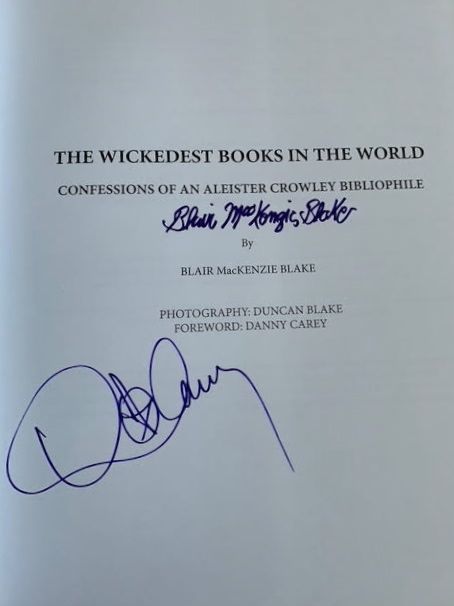 THE WICKEDEST BOOKS IN THE WORLD
CONFESSIONS OF AN ALEISTER CROWLEY BIBLIOPHILE
Blair MacKenzie Blake
By
BLAIR MacKENZIE BLAKE
PHOTOGRAPHY: DUNCAN BLAKE
FOREWORD: DANNY CAREY
D Carey